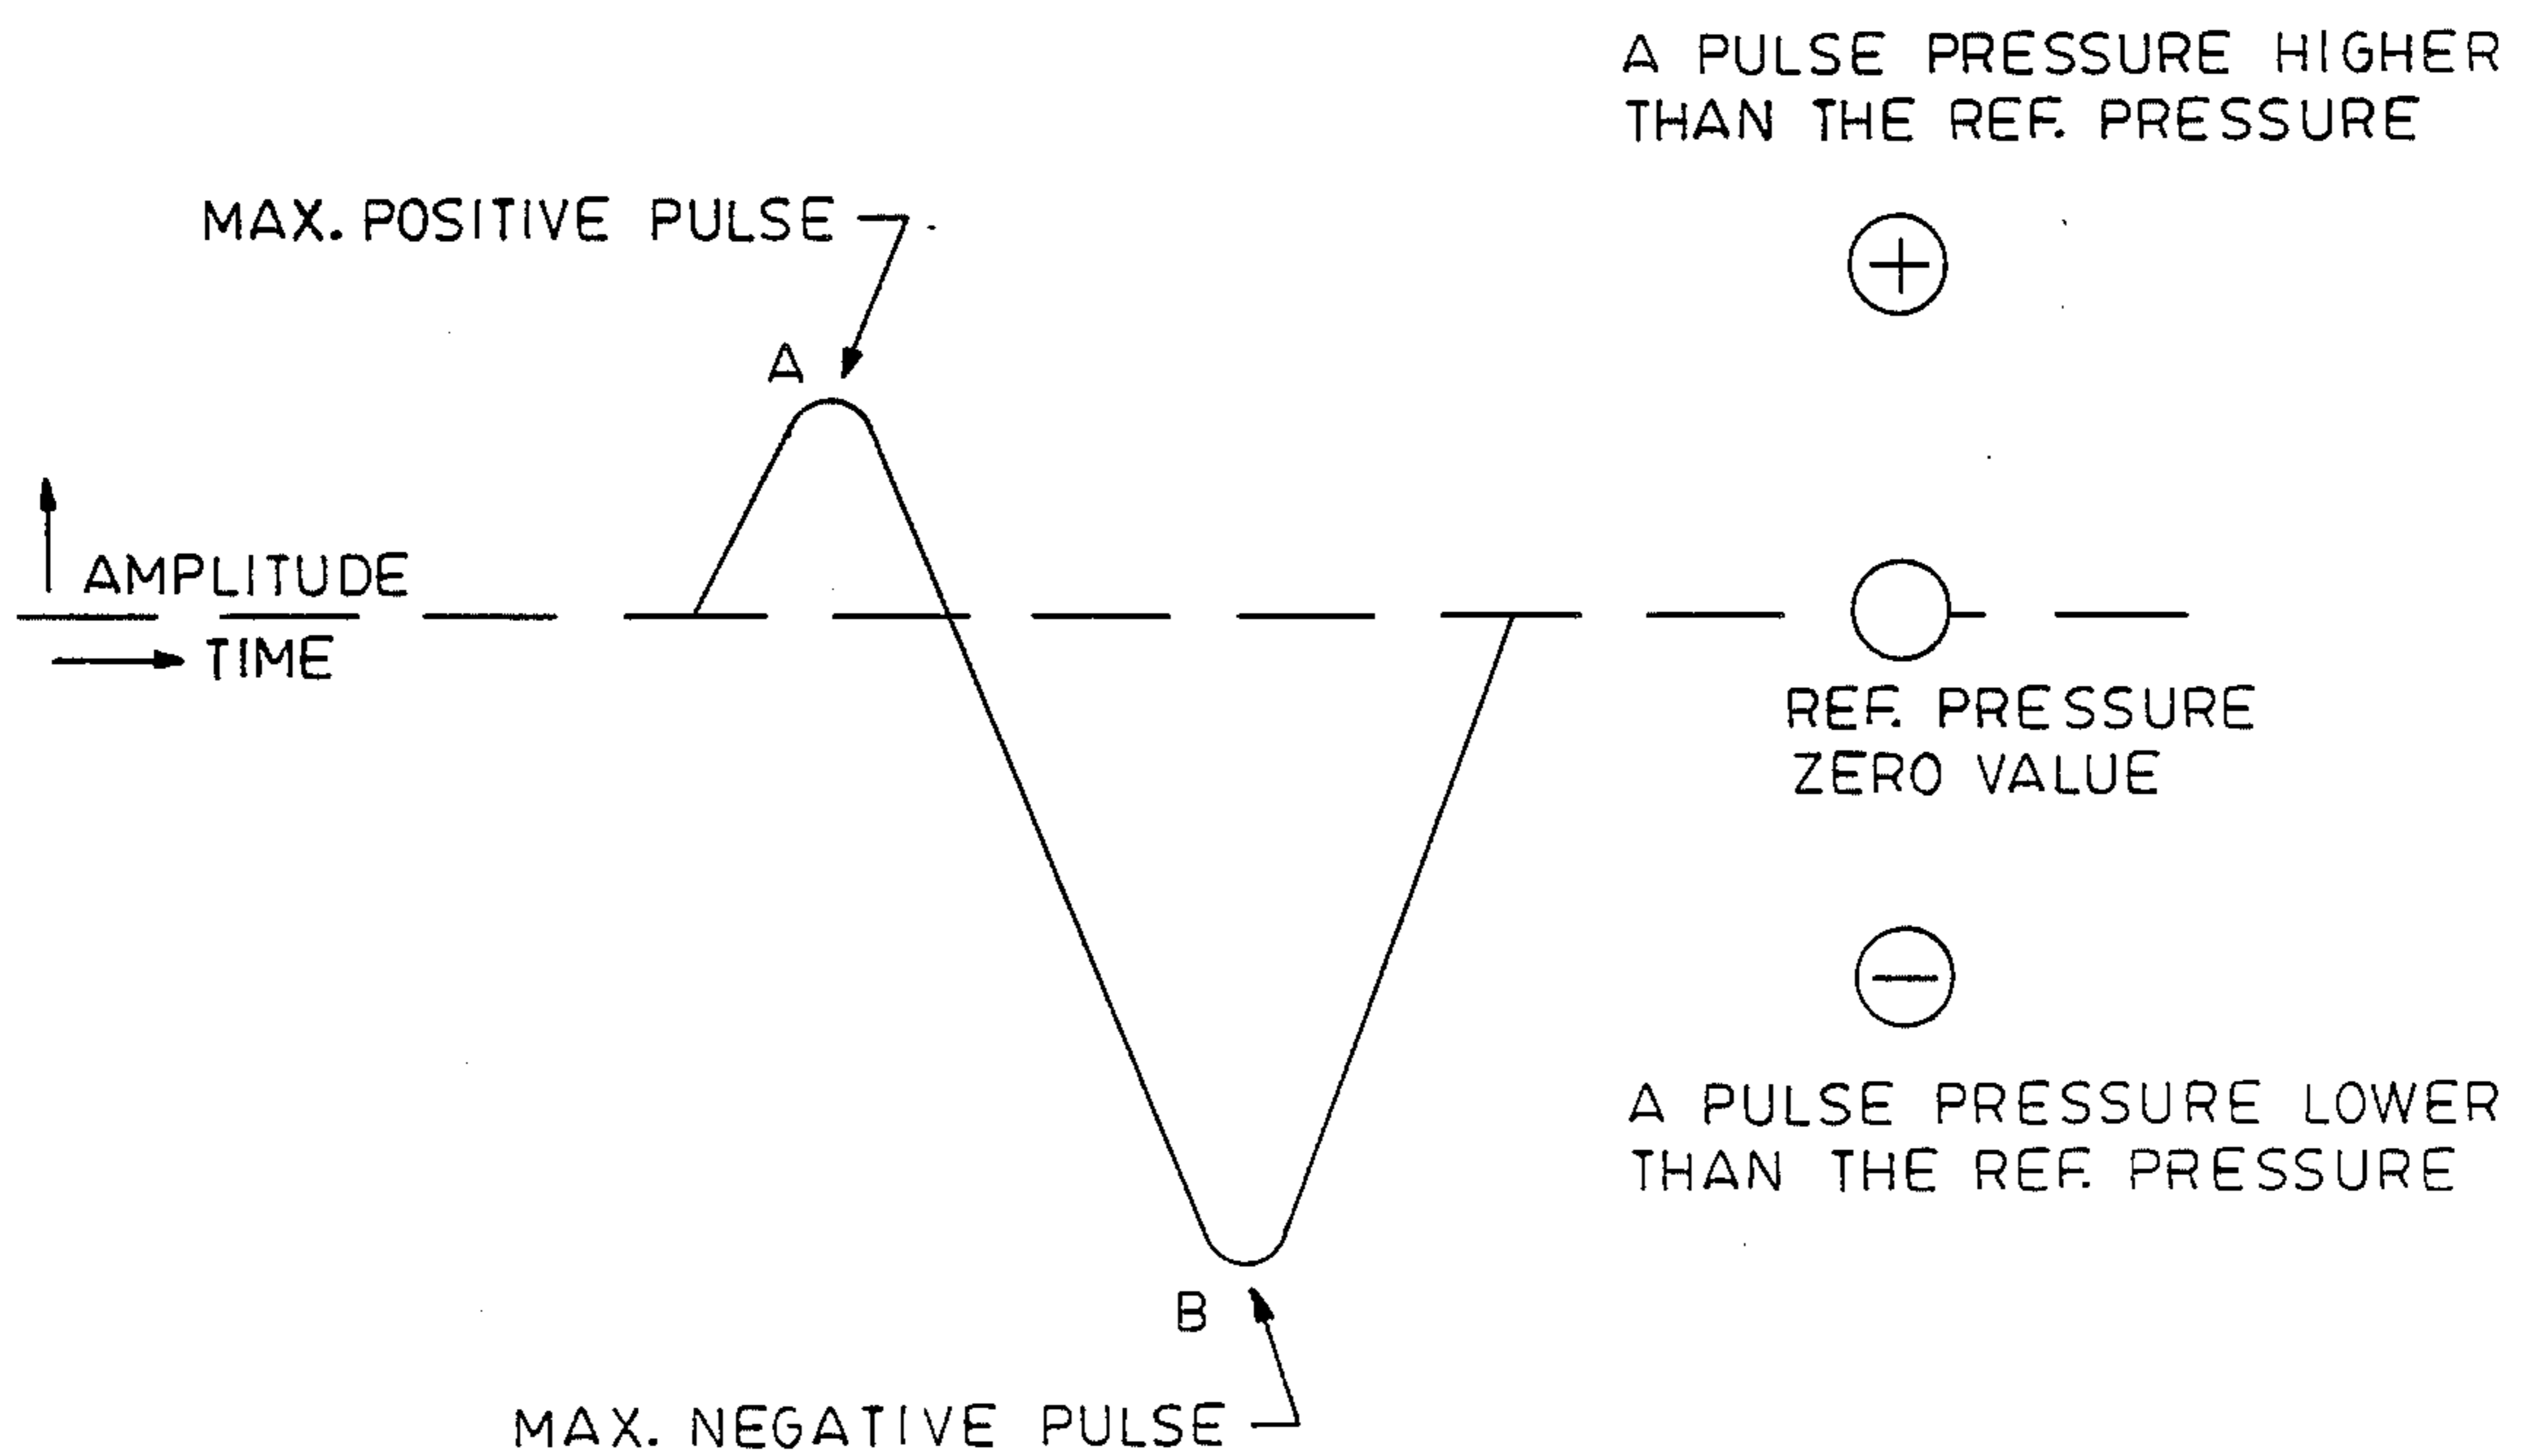 A PULSE PRESSURE HIGHER
THAN THE REF. PRESSURE
MAX. POSITIVE PULSE
+
A
AMPLITUDE
TIME
REF. PRESSURE
ZERO VALUE
−
A PULSE PRESSURE LOWER
THAN THE REF. PRESSURE
B
MAX. NEGATIVE PULSE